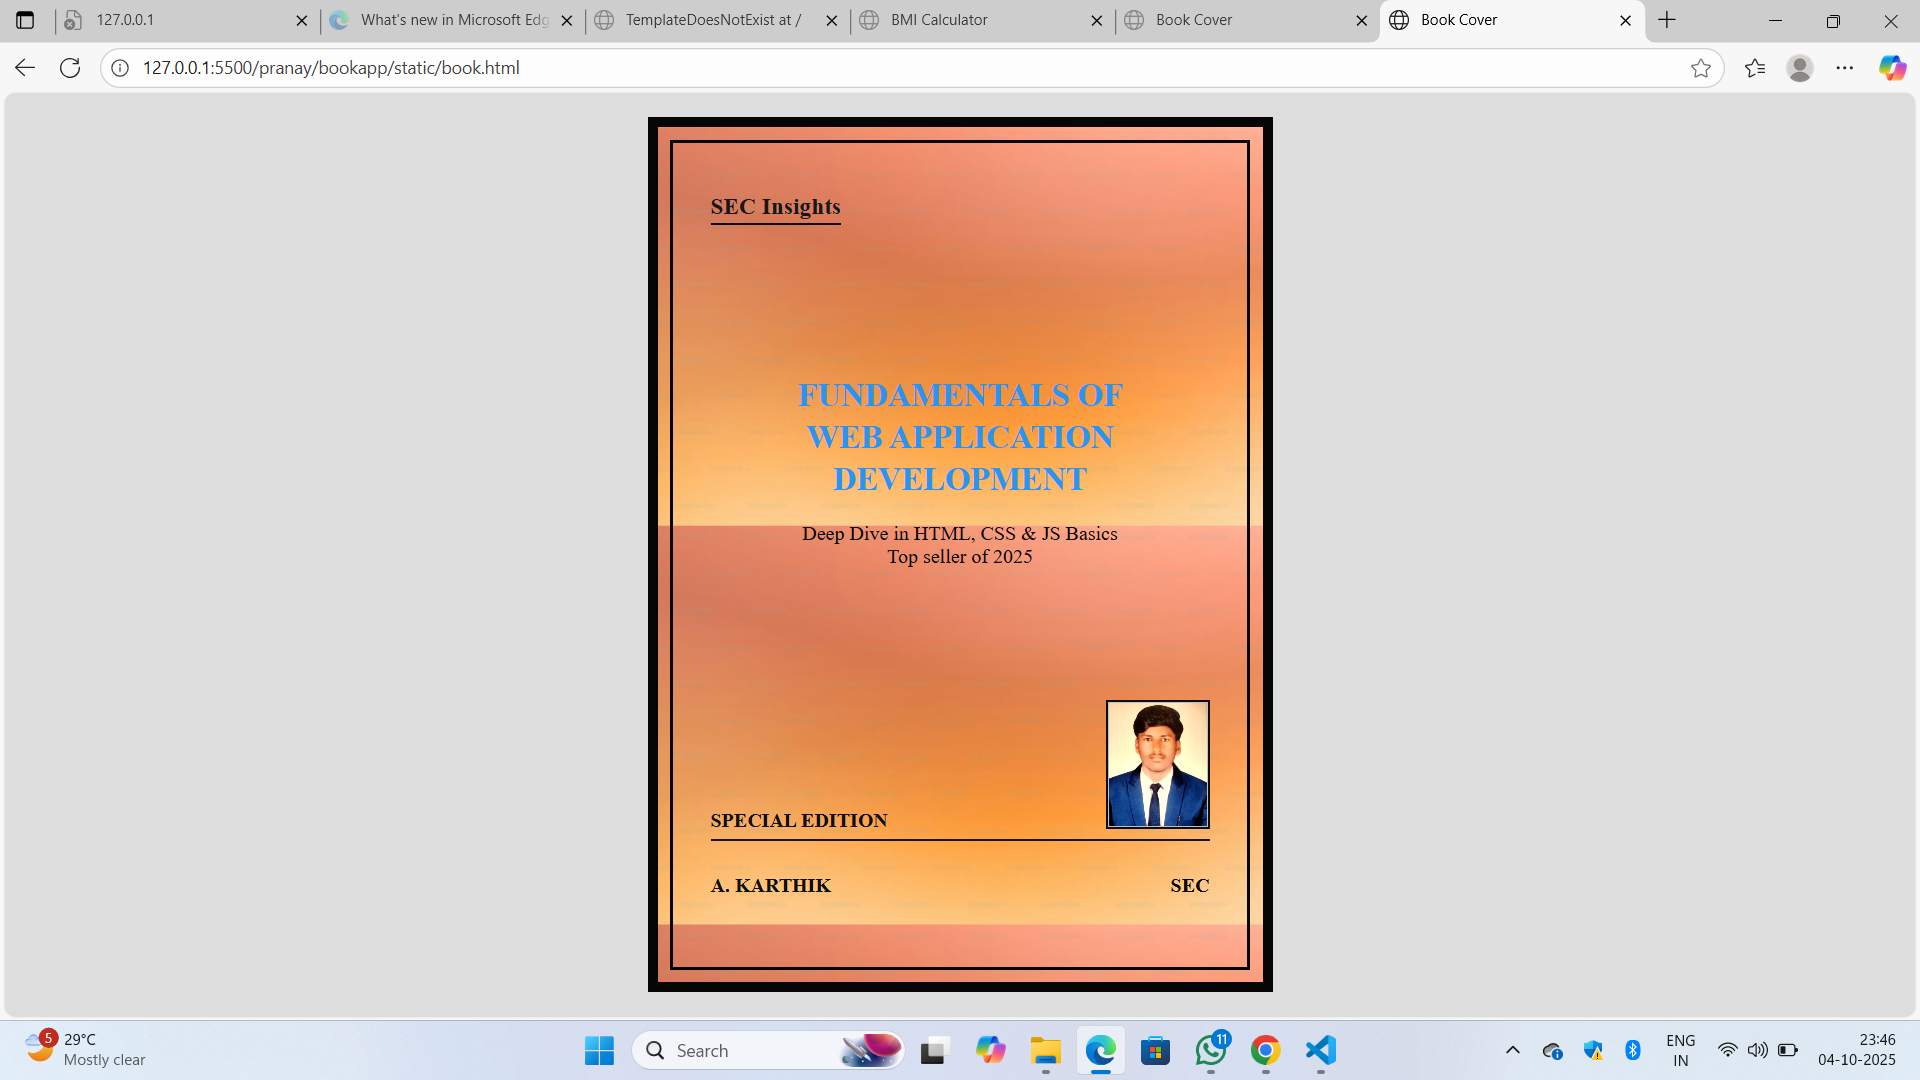 127.0.0.1
What's new in Microsoft Edg
TemplateDoesNotExist at /
BMI Calculator
Book Cover
Book Cover
127.0.0.1:5500/pranay/bookapp/static/book.html
SEC Insights
FUNDAMENTALS OF
WEB APPLICATION
DEVELOPMENT
Deep Dive in HTML, CSS & JS Basics
Top seller of 2025
SPECIAL EDITION
A. KARTHIK
SEC
5
29°C
Mostly clear
Search
11
ENG
IN
23:46
04-10-2025